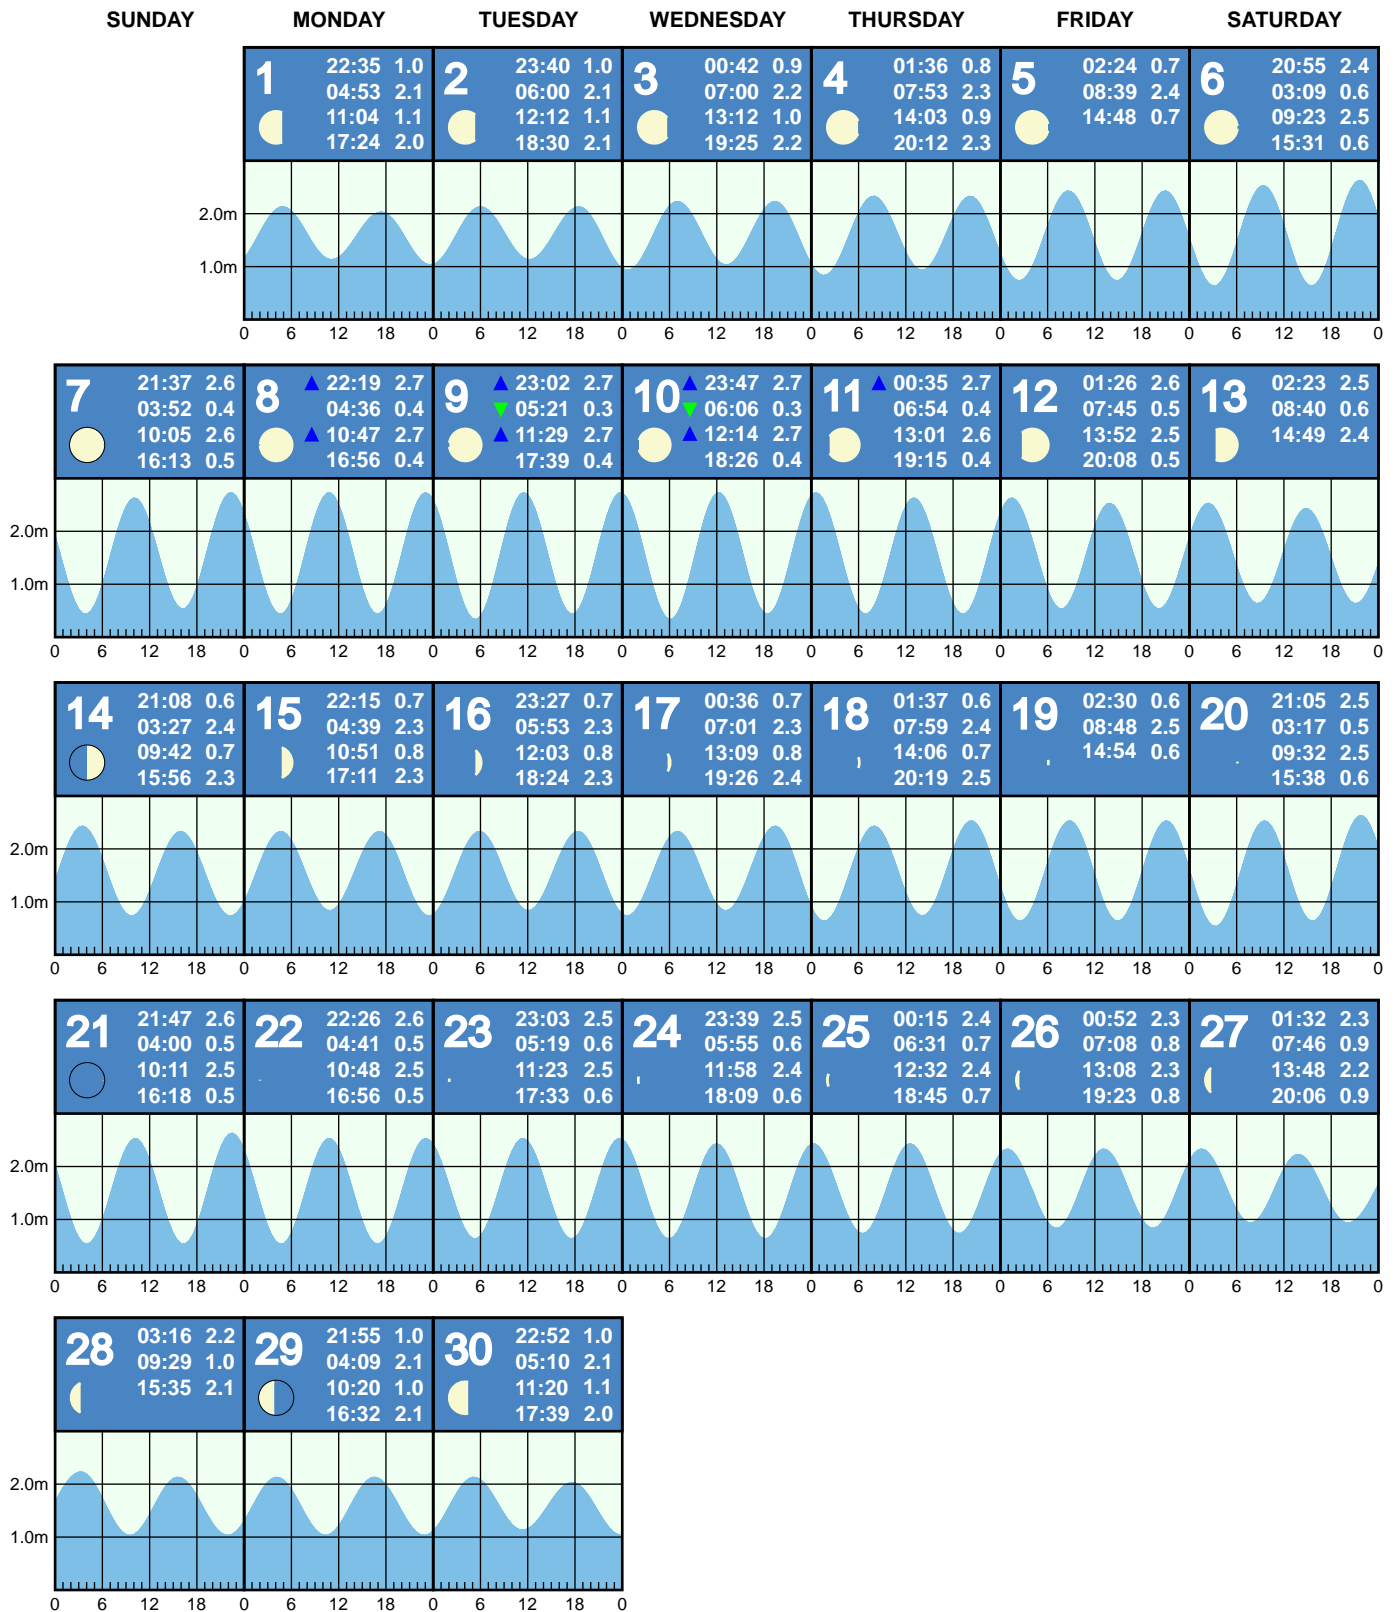 SUNDAY MONDAY TUESDAY WEDNESDAY THURSDAY FRIDAY SATURDAY
1 22:35 1.0 04:53 2.1 11:04 1.1 17:24 2.0
2 23:40 1.0 06:00 2.1 12:12 1.1 18:30 2.1
3 00:42 0.9 07:00 2.2 13:12 1.0 19:25 2.2
4 01:36 0.8 07:53 2.3 14:03 0.9 20:12 2.3
5 02:24 0.7 08:39 2.4 14:48 0.7
6 20:55 2.4 03:09 0.6 09:23 2.5 15:31 0.6
2.0m
1.0m
0 6 12 18 0 6 12 18 0 6 12 18 0 6 12 18 0 6 12 18 0 6 12 18 0
7 21:37 2.6 03:52 0.4 10:05 2.6 16:13 0.5
8 ▲ 22:19 2.7 04:36 0.4 ▲ 10:47 2.7 16:56 0.4
9 ▲ 23:02 2.7 ▼ 05:21 0.3 ▲ 11:29 2.7 17:39 0.4
10 ▲ 23:47 2.7 ▼ 06:06 0.3 ▲ 12:14 2.7 18:26 0.4
11 ▲ 00:35 2.7 06:54 0.4 13:01 2.6 19:15 0.4
12 01:26 2.6 07:45 0.5 13:52 2.5 20:08 0.5
13 02:23 2.5 08:40 0.6 14:49 2.4
2.0m
1.0m
0 6 12 18 0 6 12 18 0 6 12 18 0 6 12 18 0 6 12 18 0 6 12 18 0 6 12 18 0
14 21:08 0.6 03:27 2.4 09:42 0.7 15:56 2.3
15 22:15 0.7 04:39 2.3 10:51 0.8 17:11 2.3
16 23:27 0.7 05:53 2.3 12:03 0.8 18:24 2.3
17 00:36 0.7 07:01 2.3 13:09 0.8 19:26 2.4
18 01:37 0.6 07:59 2.4 14:06 0.7 20:19 2.5
19 02:30 0.6 08:48 2.5 14:54 0.6
20 21:05 2.5 03:17 0.5 09:32 2.5 15:38 0.6
2.0m
1.0m
0 6 12 18 0 6 12 18 0 6 12 18 0 6 12 18 0 6 12 18 0 6 12 18 0 6 12 18 0
21 21:47 2.6 04:00 0.5 10:11 2.5 16:18 0.5
22 22:26 2.6 04:41 0.5 10:48 2.5 16:56 0.5
23 23:03 2.5 05:19 0.6 11:23 2.5 17:33 0.6
24 23:39 2.5 05:55 0.6 11:58 2.4 18:09 0.6
25 00:15 2.4 06:31 0.7 12:32 2.4 18:45 0.7
26 00:52 2.3 07:08 0.8 13:08 2.3 19:23 0.8
27 01:32 2.3 07:46 0.9 13:48 2.2 20:06 0.9
2.0m
1.0m
0 6 12 18 0 6 12 18 0 6 12 18 0 6 12 18 0 6 12 18 0 6 12 18 0 6 12 18 0
28 03:16 2.2 09:29 1.0 15:35 2.1
29 21:55 1.0 04:09 2.1 10:20 1.0 16:32 2.1
30 22:52 1.0 05:10 2.1 11:20 1.1 17:39 2.0
2.0m
1.0m
0 6 12 18 0 6 12 18 0 6 12 18 0